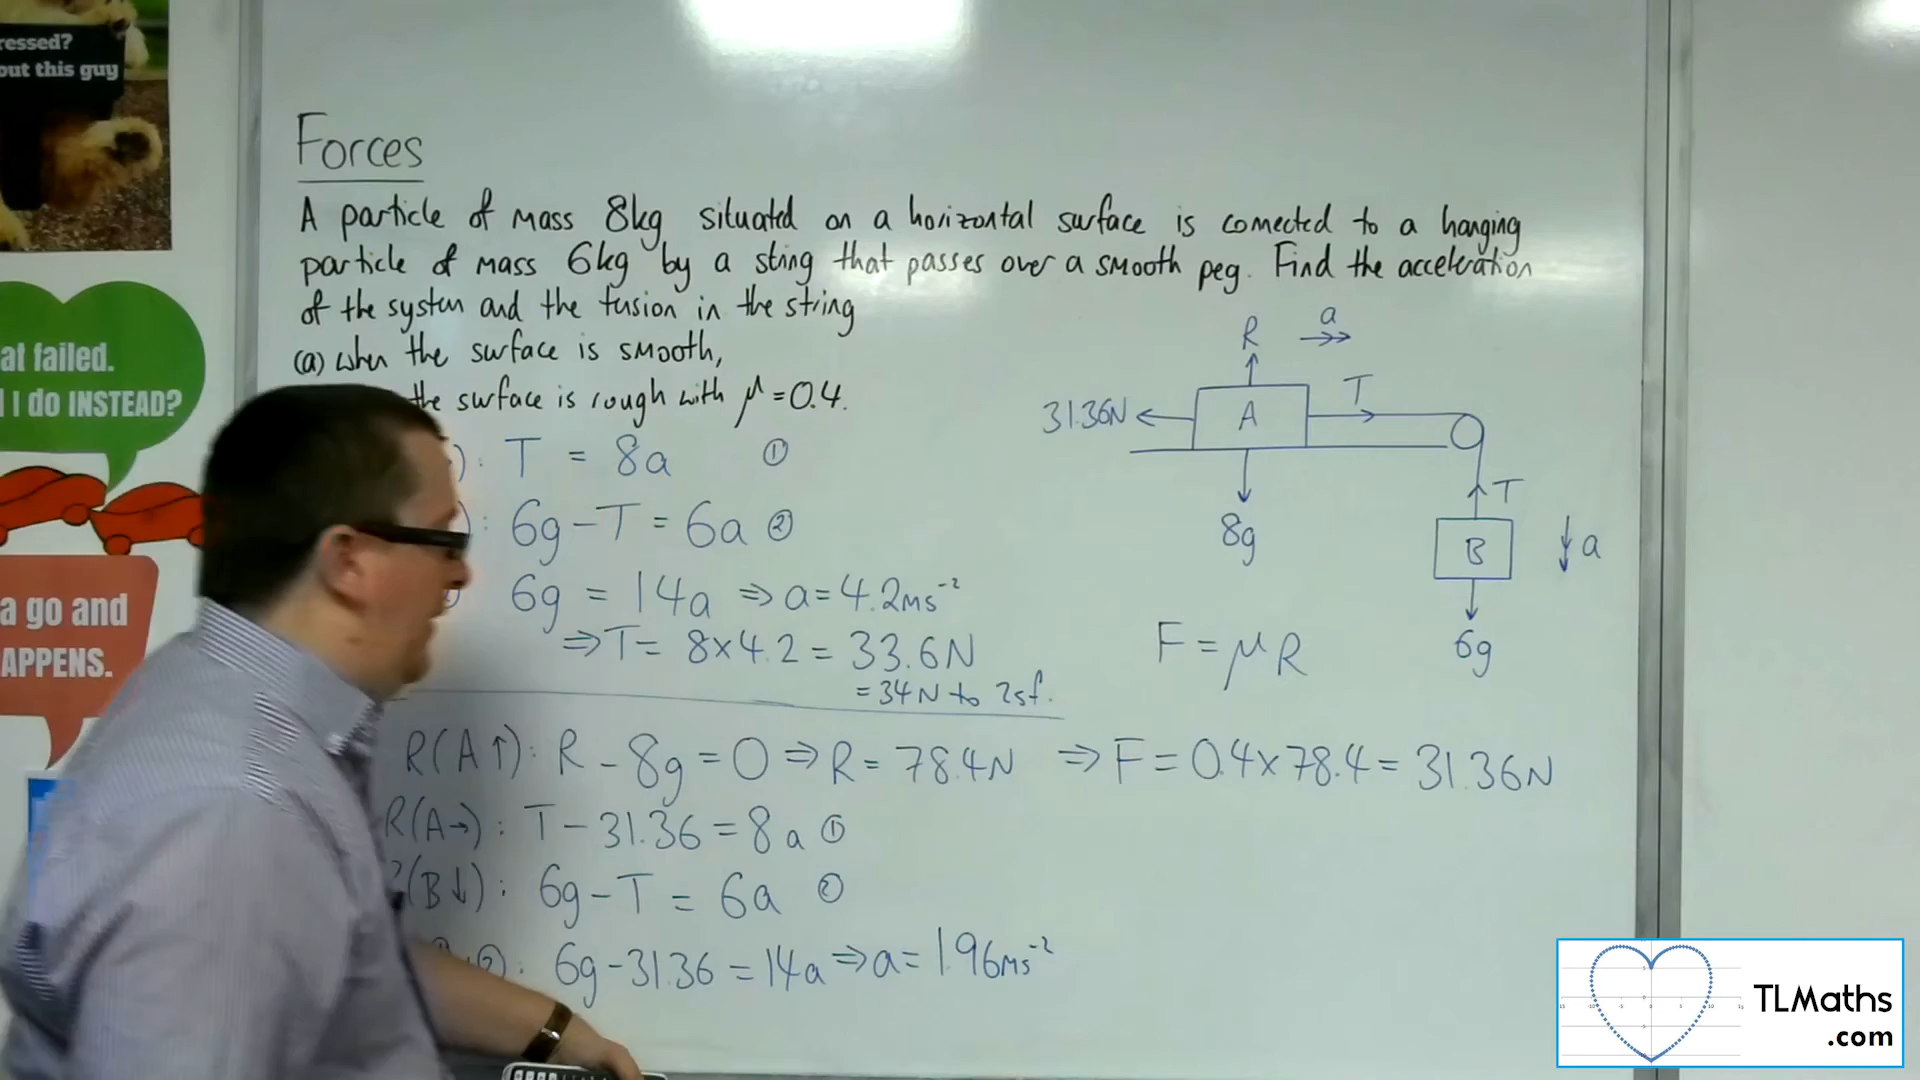 ressed?
out this guy
at failed.
I do INSTEAD?
a go and
APPENS.
Forces
A particle of mass 8kg situated on a horizontal surface is connected to a hanging
particle of mass 6kg by a string that passes over a smooth peg. Find the acceleration
of the system and the tension in the string
(a) when the surface is smooth,
the surface is rough with μ=0.4.
): T = 8a ①
): 6g-T = 6a ②
6g = 14a ⇒ a=4.2ms⁻²
⇒T= 8×4.2 = 33.6N
= 34N to 2sf.
R a
31.36N A T
8g
T
B a
6g
F = μR
R(A↑): R - 8g = 0 ⇒ R = 78.4N ⇒ F = 0.4×78.4 = 31.36N
R(A→): T - 31.36 = 8a ①
(B↓): 6g - T = 6a ②
②: 6g - 31.36 = 14a ⇒ a = 1.96ms⁻²
TLMaths
.com